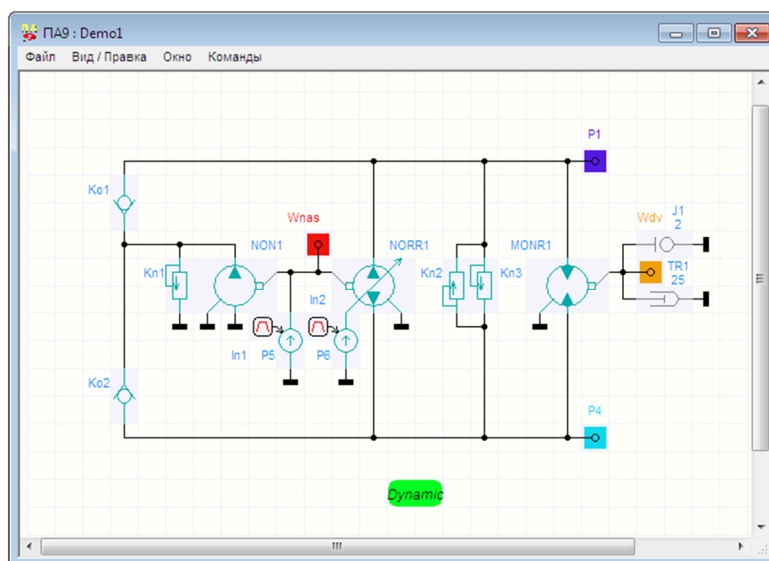 ПА9 : Demo1
Файл Вид / Правка Окно Команды
P1
Ko1
Wnas
Wdv
J1
2
NON1
NORR1
MONR1
TR1
25
Kn1
Kn2
Kn3
In2
In1
P5
P6
Ko2
P4
Dynamic